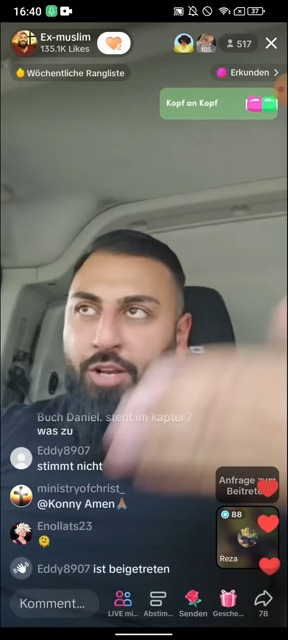 16:40
37
Ex-muslim
135.1K Likes
105
517
Wöchentliche Rangliste
Erkunden
Kopf an Kopf
Buch Daniel. steht im kaptel 7
was zu
Eddy8907
stimmt nicht
ministryofchrist_
@Konny Amen🙏🏾
Enollats23
🫠
Eddy8907 ist beigetreten
Anfrage zum
Beitreten
88
Reza
Komment...
LIVE mi...
Abstim...
Senden
Gesche...
78